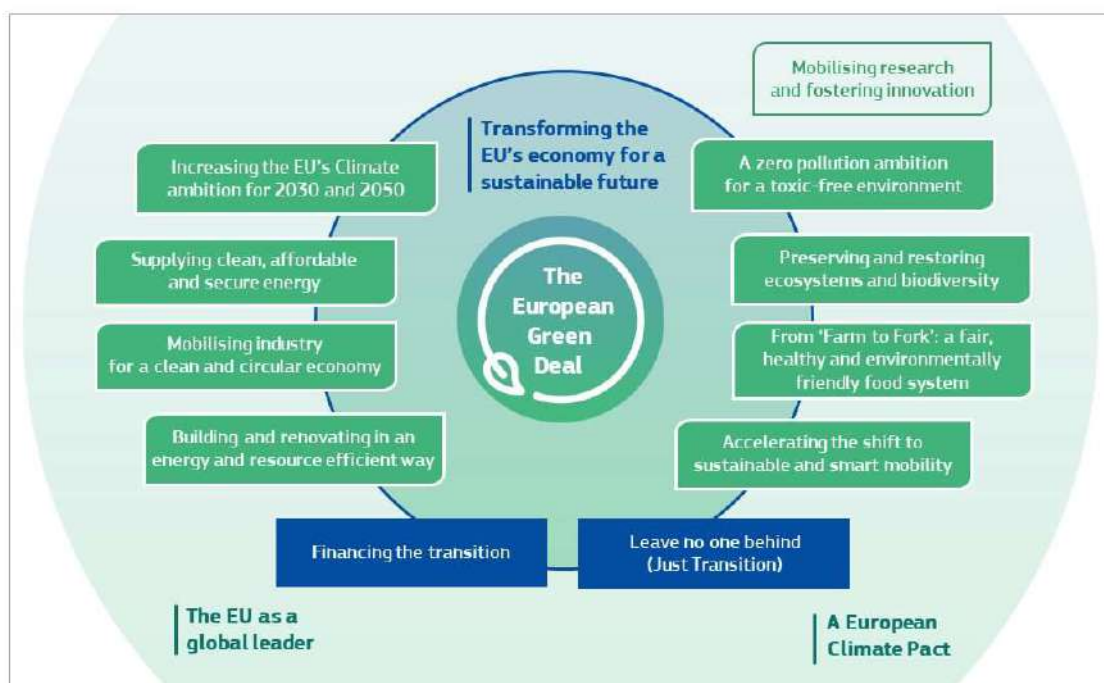 Mobilising research
and fostering innovation
Transforming the
EU's economy for a
sustainable future
Increasing the EU's Climate
ambition for 2030 and 2050
A zero pollution ambition
for a toxic-free environment
Supplying clean, affordable
and secure energy
Preserving and restoring
ecosystems and biodiversity
The
European
Green
Deal
Mobilising industry
for a clean and circular economy
From ‘Farm to Fork’: a fair,
healthy and environmentally
friendly food system
Building and renovating in an
energy and resource efficient way
Accelerating the shift to
sustainable and smart mobility
Financing the transition
Leave no one behind
(Just Transition)
The EU as a
global leader
A European
Climate Pact